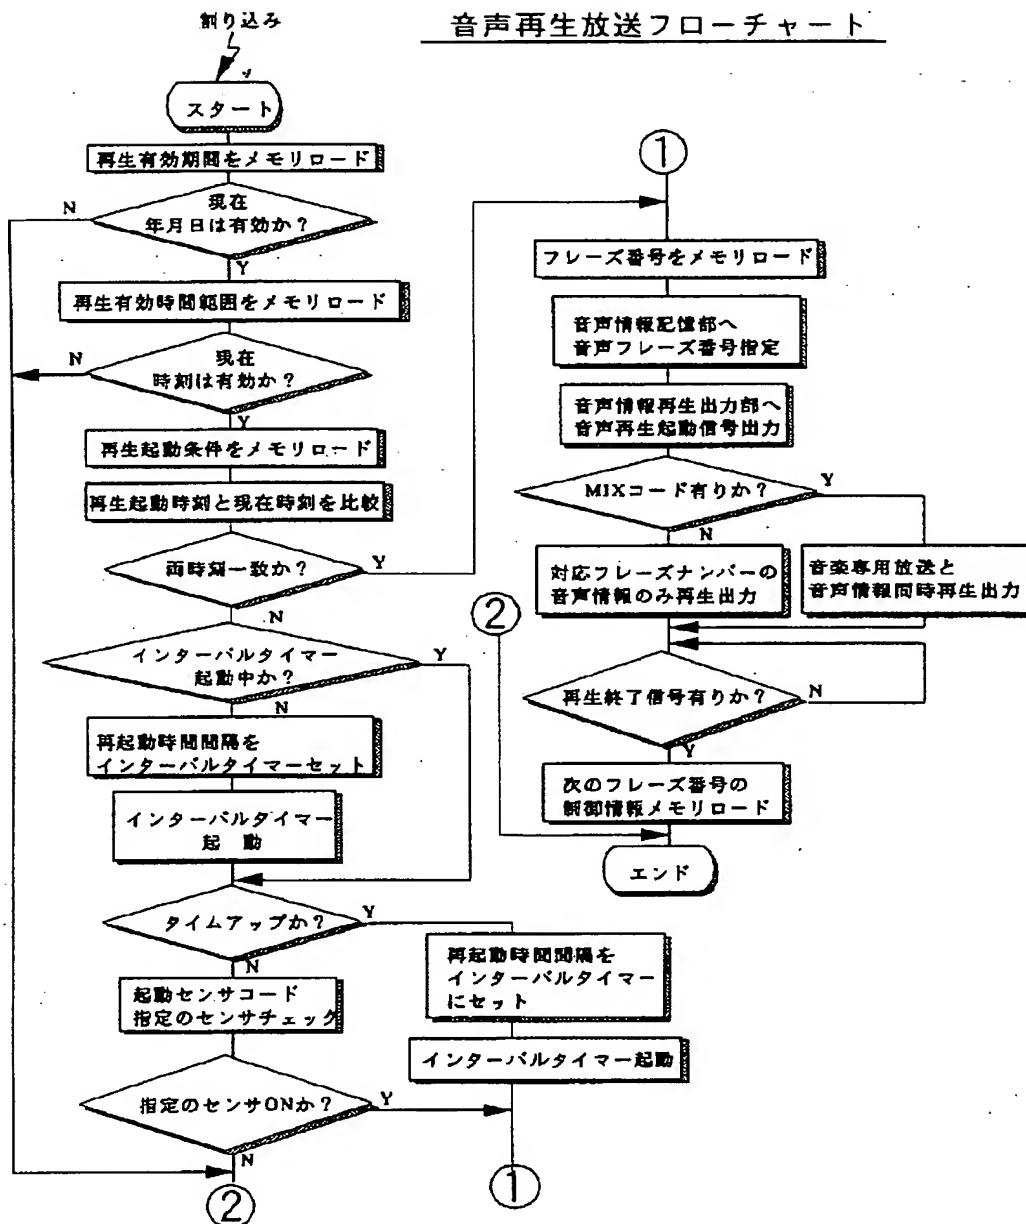 音声再生放送フローチャート
割り込み
スタート
再生有効期間をメモリロード
現在
年月日は有効か？
N
Y
再生有効時間範囲をメモリロード
現在
時刻は有効か？
N
Y
再生起動条件をメモリロード
再生起動時刻と現在時刻を比較
両時刻一致か？
Y
N
インターバルタイマー
起動中か？
Y
N
再起動時間間隔を
インターバルタイマーセット
インターバルタイマー
起 動
タイムアップか？
Y
N
起動センサコード
指定のセンサチェック
指定のセンサONか？
Y
N
②
再起動時間間隔を
インターバルタイマー
にセット
インターバルタイマー起動
①
①
フレーズ番号をメモリロード
音声情報記憶部へ
音声フレーズ番号指定
音声情報再生出力部へ
音声再生起動信号出力
MIXコード有りか？
Y
N
対応フレーズナンバーの
音声情報のみ再生出力
音楽専用放送と
音声情報同時再生出力
②
再生終了信号有りか？
N
Y
次のフレーズ番号の
制御情報メモリロード
エンド